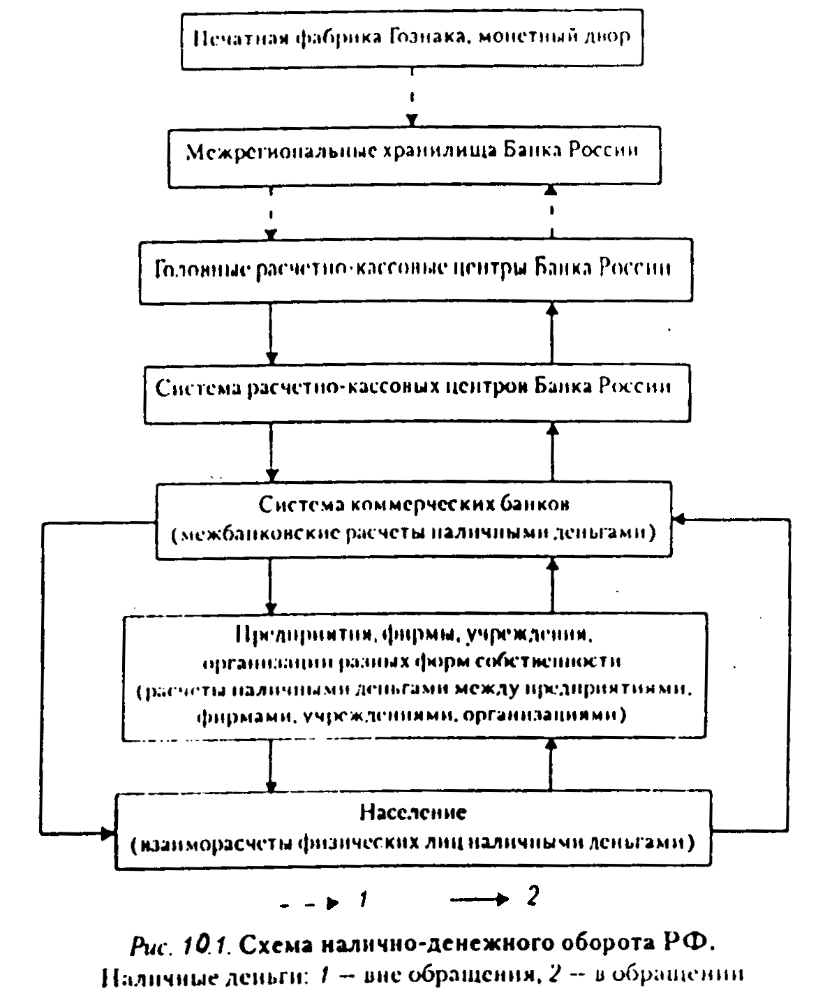 Печатная фабрика Гознака, монетный двор
Межрегиональные хранилища Банка России
Головные расчетно-кассовые центры Банка России
Система расчетно-кассовых центров Банка России
Система коммерческих банков
(межбанковские расчеты наличными деньгами)
Предприятия, фирмы, учреждения,
организации разных форм собственности
(расчеты наличными деньгами между предприятиями,
фирмами, учреждениями, организациями)
Население
(взаиморасчеты физических лиц наличными деньгами)
1 2
Рис. 10.1. Схема налично-денежного оборота РФ.
Наличные деньги: 1 – вне обращения, 2 – в обращении